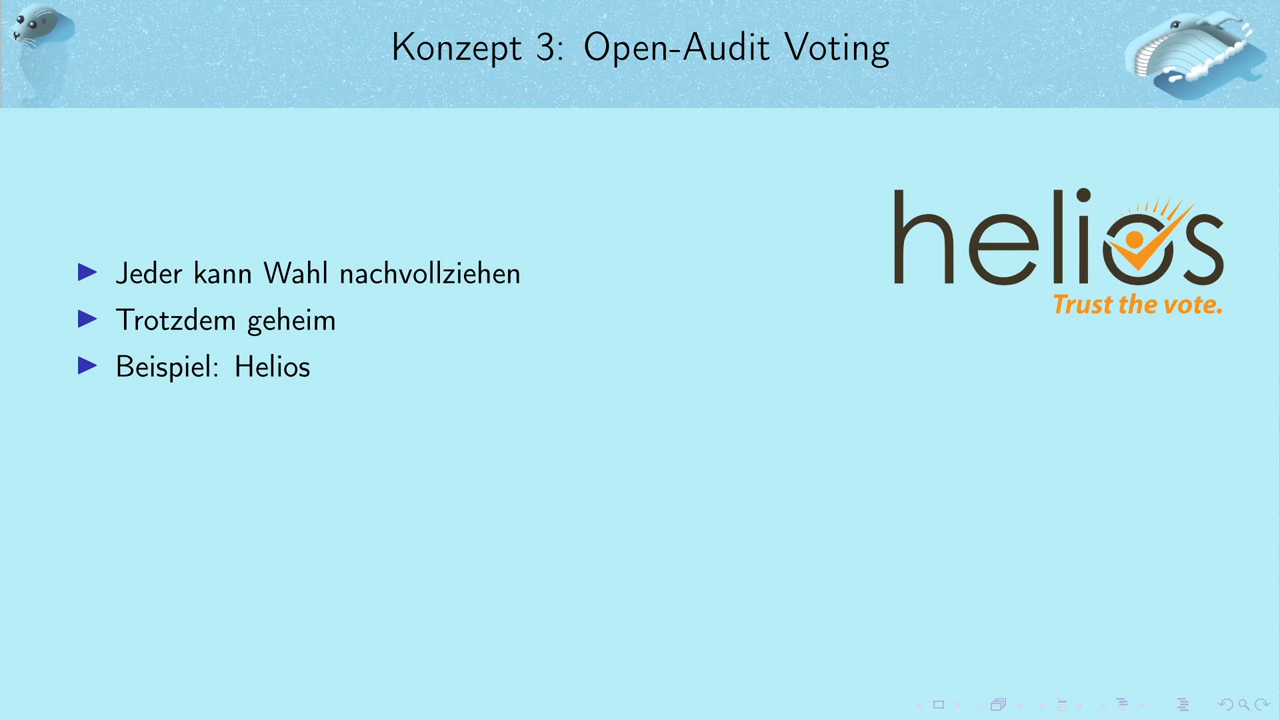 Konzept 3: Open-Audit Voting
helios
Trust the vote.
Jeder kann Wahl nachvollziehen
Trotzdem geheim
Beispiel: Helios